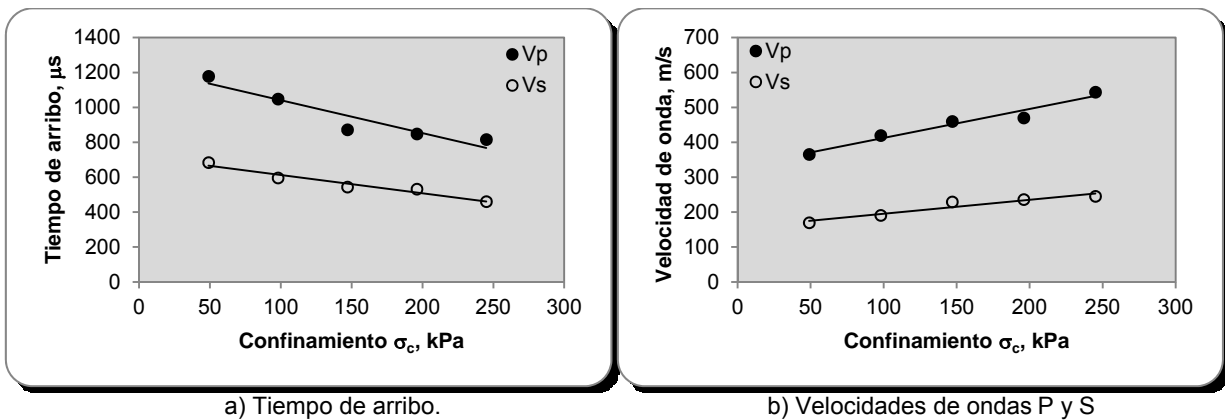 Tiempo de arribo, μs
1400
1200
1000
800
600
400
200
0
Vp
Vs
0 50 100 150 200 250 300
Confinamiento σc, kPa
a) Tiempo de arribo.
Velocidad de onda, m/s
700
600
500
400
300
200
100
0
Vp
Vs
0 50 100 150 200 250 300
Confinamiento σc, kPa
b) Velocidades de ondas P y S